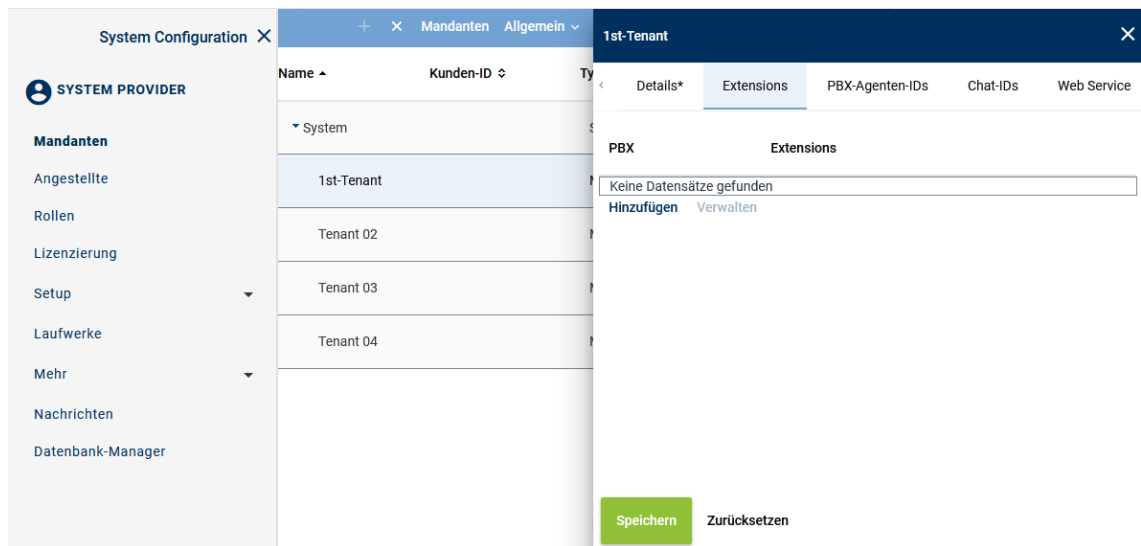 System Configuration
SYSTEM PROVIDER
Mandanten
Angestellte
Rollen
Lizenzierung
Setup
Laufwerke
Mehr
Nachrichten
Datenbank-Manager
Mandanten Allgemein
Name Kunden-ID Ty
System S
1st-Tenant
Tenant 02
Tenant 03
Tenant 04
1st-Tenant
Details* Extensions PBX-Agenten-IDs Chat-IDs Web Service
PBX Extensions
Keine Datensätze gefunden
Hinzufügen Verwalten
Speichern Zurücksetzen